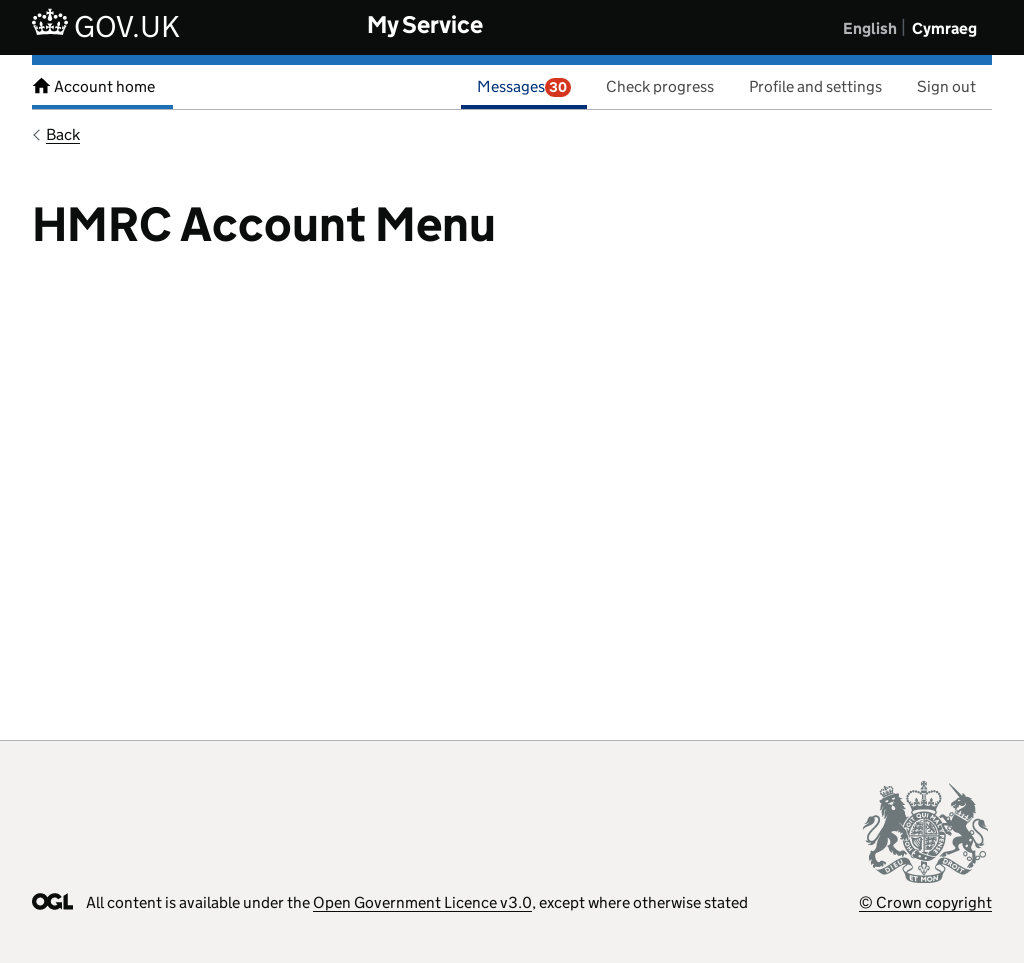 GOV.UK My Service English Cymraeg
Account home Messages 30 Check progress Profile and settings Sign out
Back
HMRC Account Menu
OGL All content is available under the Open Government Licence v3.0, except where otherwise stated © Crown copyright
DIEU ET MON DROIT